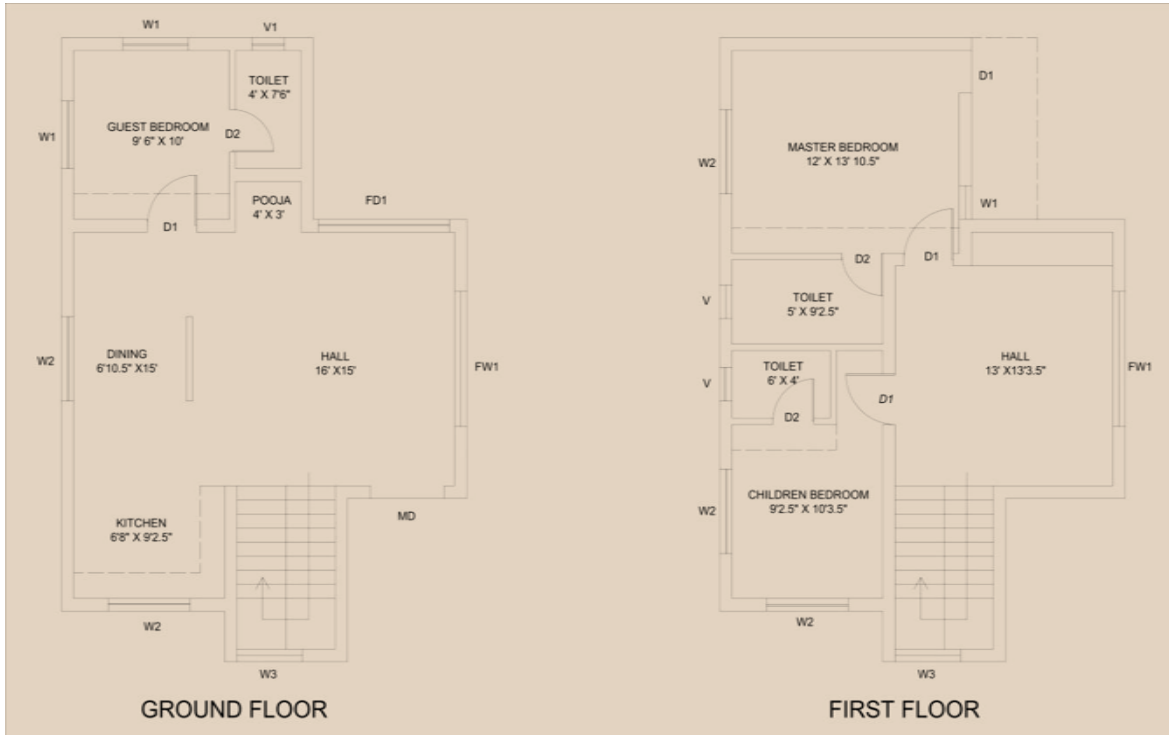 W1
V1
TOILET
4' X 7'6"
GUEST BEDROOM
9' 6" X 10'
W1
D2
POOJA
4' X 3'
FD1
D1
W2
DINING
6'10.5" X15'
HALL
16' X15'
FW1
KITCHEN
6'8" X 9'2.5"
MD
W2
W3
GROUND FLOOR
D1
MASTER BEDROOM
12' X 13' 10.5"
W2
W1
D2
D1
V
TOILET
5' X 9'2.5"
HALL
13' X13'3.5"
FW1
TOILET
6' X 4'
V
D1
D2
CHILDREN BEDROOM
9'2.5" X 10'3.5"
W2
W2
W3
FIRST FLOOR